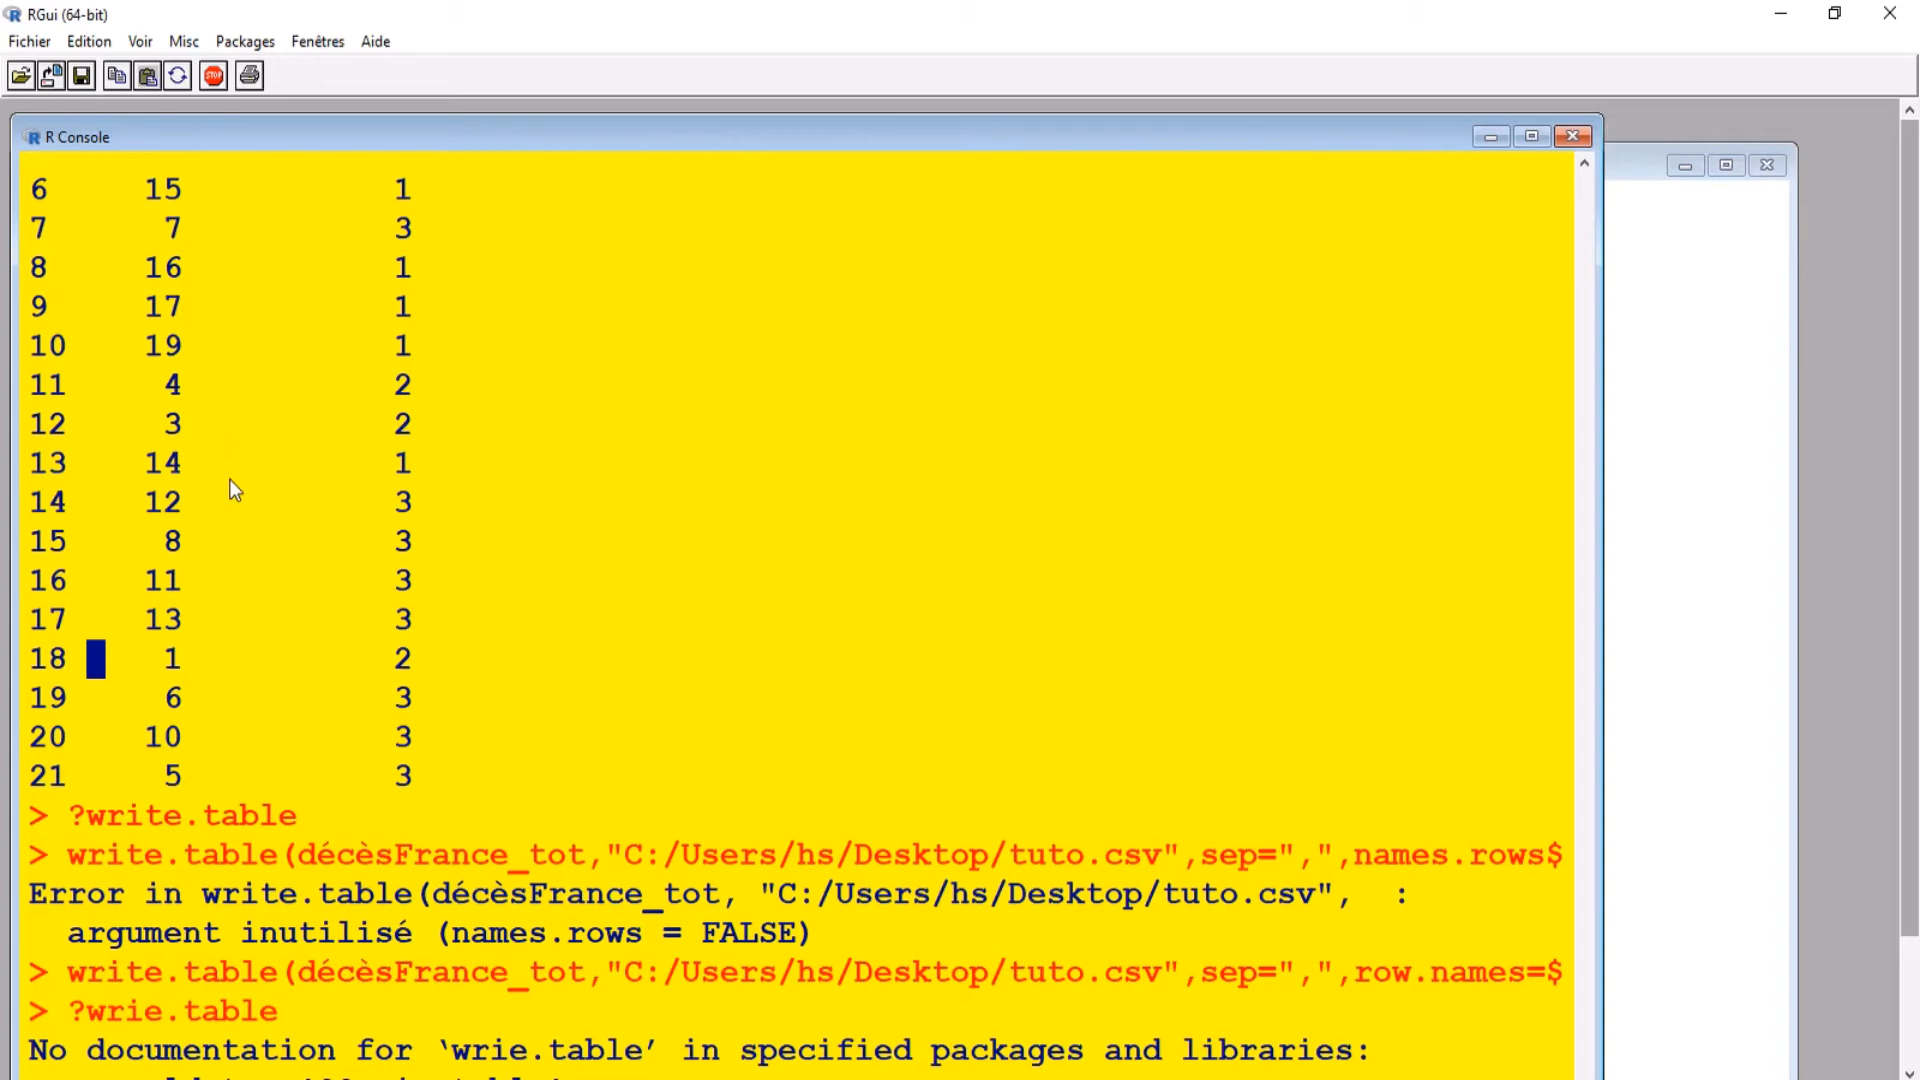 RGui (64-bit)
Fichier Edition Voir Misc Packages Fenêtres Aide
STOP
R Console
6 15 1
7 7 3
8 16 1
9 17 1
10 19 1
11 4 2
12 3 2
13 14 1
14 12 3
15 8 3
16 11 3
17 13 3
18 1 2
19 6 3
20 10 3
21 5 3
> ?write.table
> write.table(décèsFrance_tot,"C:/Users/hs/Desktop/tuto.csv",sep=",",names.rows$
Error in write.table(décèsFrance_tot, "C:/Users/hs/Desktop/tuto.csv", :
argument inutilisé (names.rows = FALSE)
> write.table(décèsFrance_tot,"C:/Users/hs/Desktop/tuto.csv",sep=",",row.names=$
> ?wrie.table
No documentation for ‘wrie.table’ in specified packages and libraries: